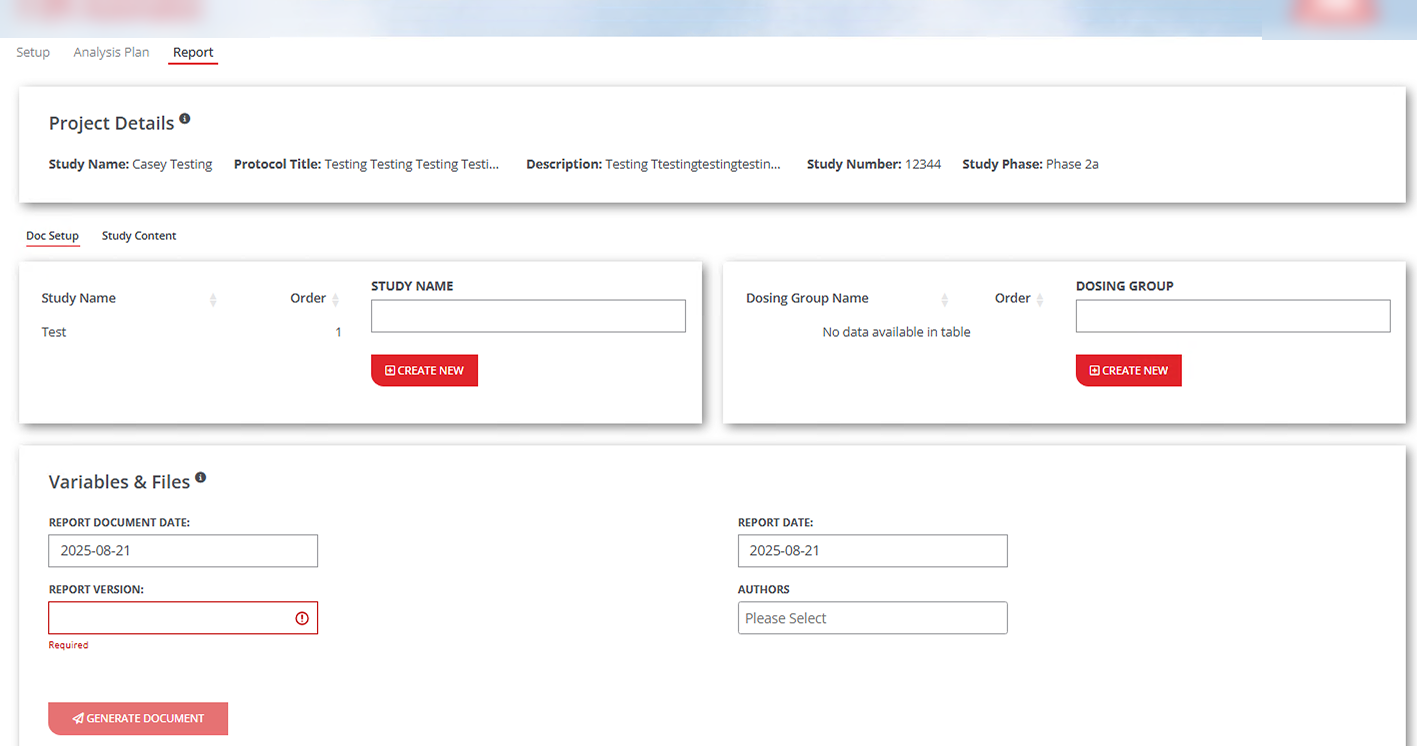 Setup Analysis Plan Report
Project Details
Study Name: Casey Testing Protocol Title: Testing Testing Testing Testi... Description: Testing Ttestingtestingtestin... Study Number: 12344 Study Phase: Phase 2a
Doc Setup Study Content
Study Name Order
Test 1
STUDY NAME
CREATE NEW
Dosing Group Name Order
No data available in table
DOSING GROUP
CREATE NEW
Variables & Files
REPORT DOCUMENT DATE:
2025-08-21
REPORT DATE:
2025-08-21
REPORT VERSION:
Required
AUTHORS
Please Select
GENERATE DOCUMENT